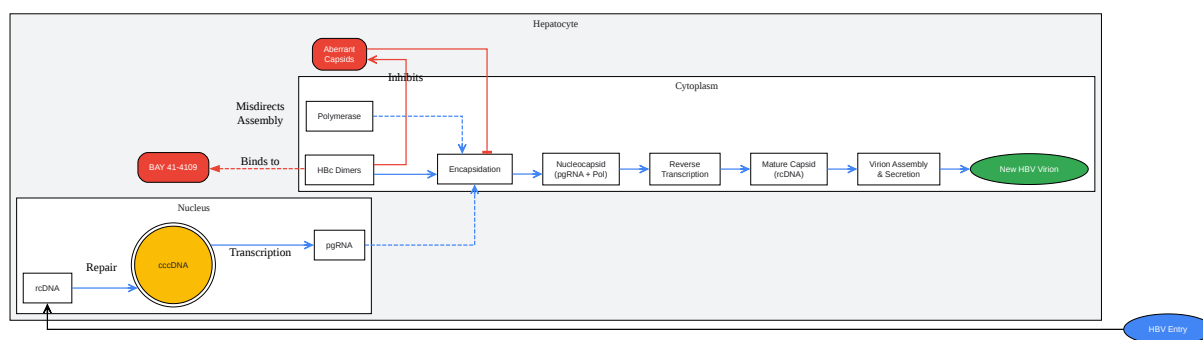 Hepatocyte
Aberrant
Capsids
Inhibits
Cytoplasm
Misdirects
Assembly
Polymerase
BAY 41-4109
Binds to
HBc Dimers
Encapsidation
Nucleocapsid
(pgRNA + Pol)
Reverse
Transcription
Mature Capsid
(rcDNA)
Virion Assembly
& Secretion
New HBV Virion
Nucleus
pgRNA
Transcription
cccDNA
Repair
rcDNA
HBV Entry